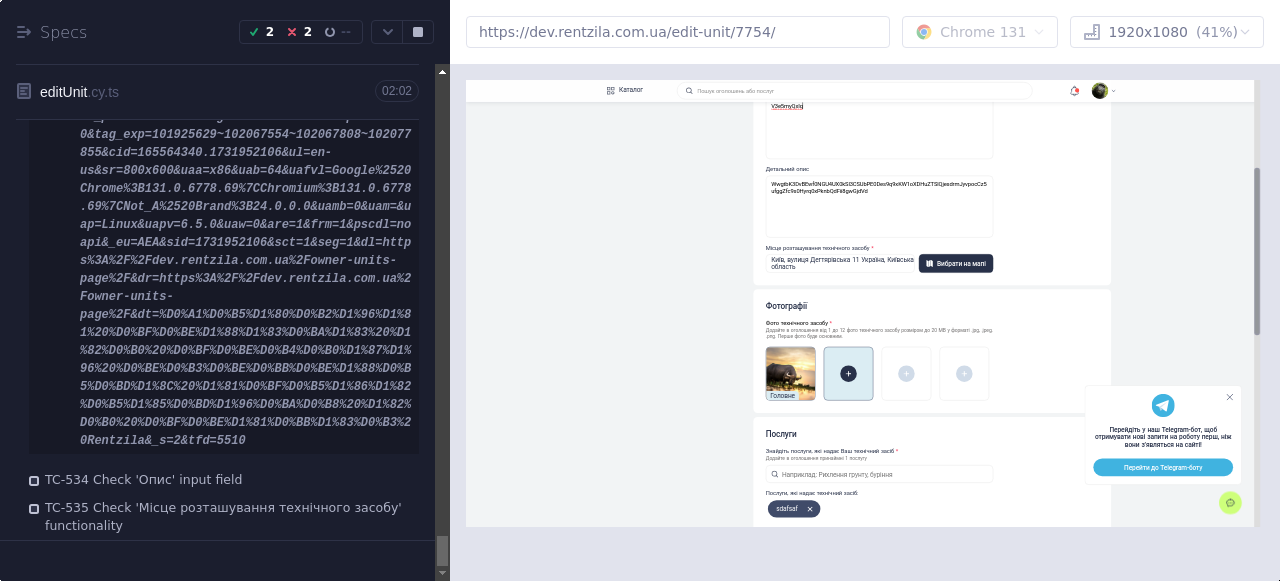 Specs
2
2
--
https://dev.rentzila.com.ua/edit-unit/7754/
Chrome 131
1920x1080 (41%)
editUnit.cy.ts
02:02
0&tag_exp=101925629~102067554~102067808~102077
855&cid=165564340.1731952106&ul=en-
us&sr=800x600&uaa=x86&uab=64&uafvl=Google%2520
Chrome%3B131.0.6778.69%7CChromium%3B131.0.6778
.69%7CNot_A%2520Brand%3B24.0.0.0&uamb=0&uam=&u
ap=Linux&uapv=6.5.0&uaw=0&are=1&frm=1&pscdl=no
api&_eu=AEA&sid=1731952106&sct=1&seg=1&dl=http
s%3A%2F%2Fdev.rentzila.com.ua%2Fowner-units-
page%2F&dr=https%3A%2F%2Fdev.rentzila.com.ua%2
Fowner-units-
page%2F&dt=%D0%A1%D0%B5%D1%80%D0%B2%D1%96%D1%8
1%20%D0%BF%D0%BE%D1%88%D1%83%D0%BA%D1%83%20%D1
%82%D0%B0%20%D0%BF%D0%BE%D0%B4%D0%B0%D1%87%D1%
96%20%D0%BE%D0%B3%D0%BE%D0%BB%D0%BE%D1%88%D0%B
5%D0%BD%D1%8C%20%D1%81%D0%BF%D0%B5%D1%86%D1%82
%D0%B5%D1%85%D0%BD%D1%96%D0%BA%D0%B8%20%D1%82%
D0%B0%20%D0%BF%D0%BE%D1%81%D0%BB%D1%83%D0%B3%2
0Rentzila&_s=2&tfd=5510
TC-534 Check 'Опис' input field
TC-535 Check 'Місце розташування технічного засобу'
functionality
Каталог
Пошук оголошень або послуг
Детальний опис
Місце розташування технічного засобу *
Київ, вулиця Дегтярівська 11 Україна, Київська
область
Вибрати на мапі
Фотографії
Фото технічного засобу *
Додайте в оголошення від 1 до 12 фото технічного засобу розміром до 20 МВ у форматі .jpg, .jpeg,
.png. Перше фото буде основним.
Головне
Послуги
Знайдіть послуги, які надає Ваш технічний засіб *
Додайте в оголошення принаймні 1 послугу
Наприклад: Рихлення грунту, буріння
Послуги, які надає технічний засіб:
sdafsaf
Перейдіть у наш Telegram-бот, щоб
отримувати нові запити на роботу перш, ніж
вони з'являться на сайті!
Перейти до Telegram-боту